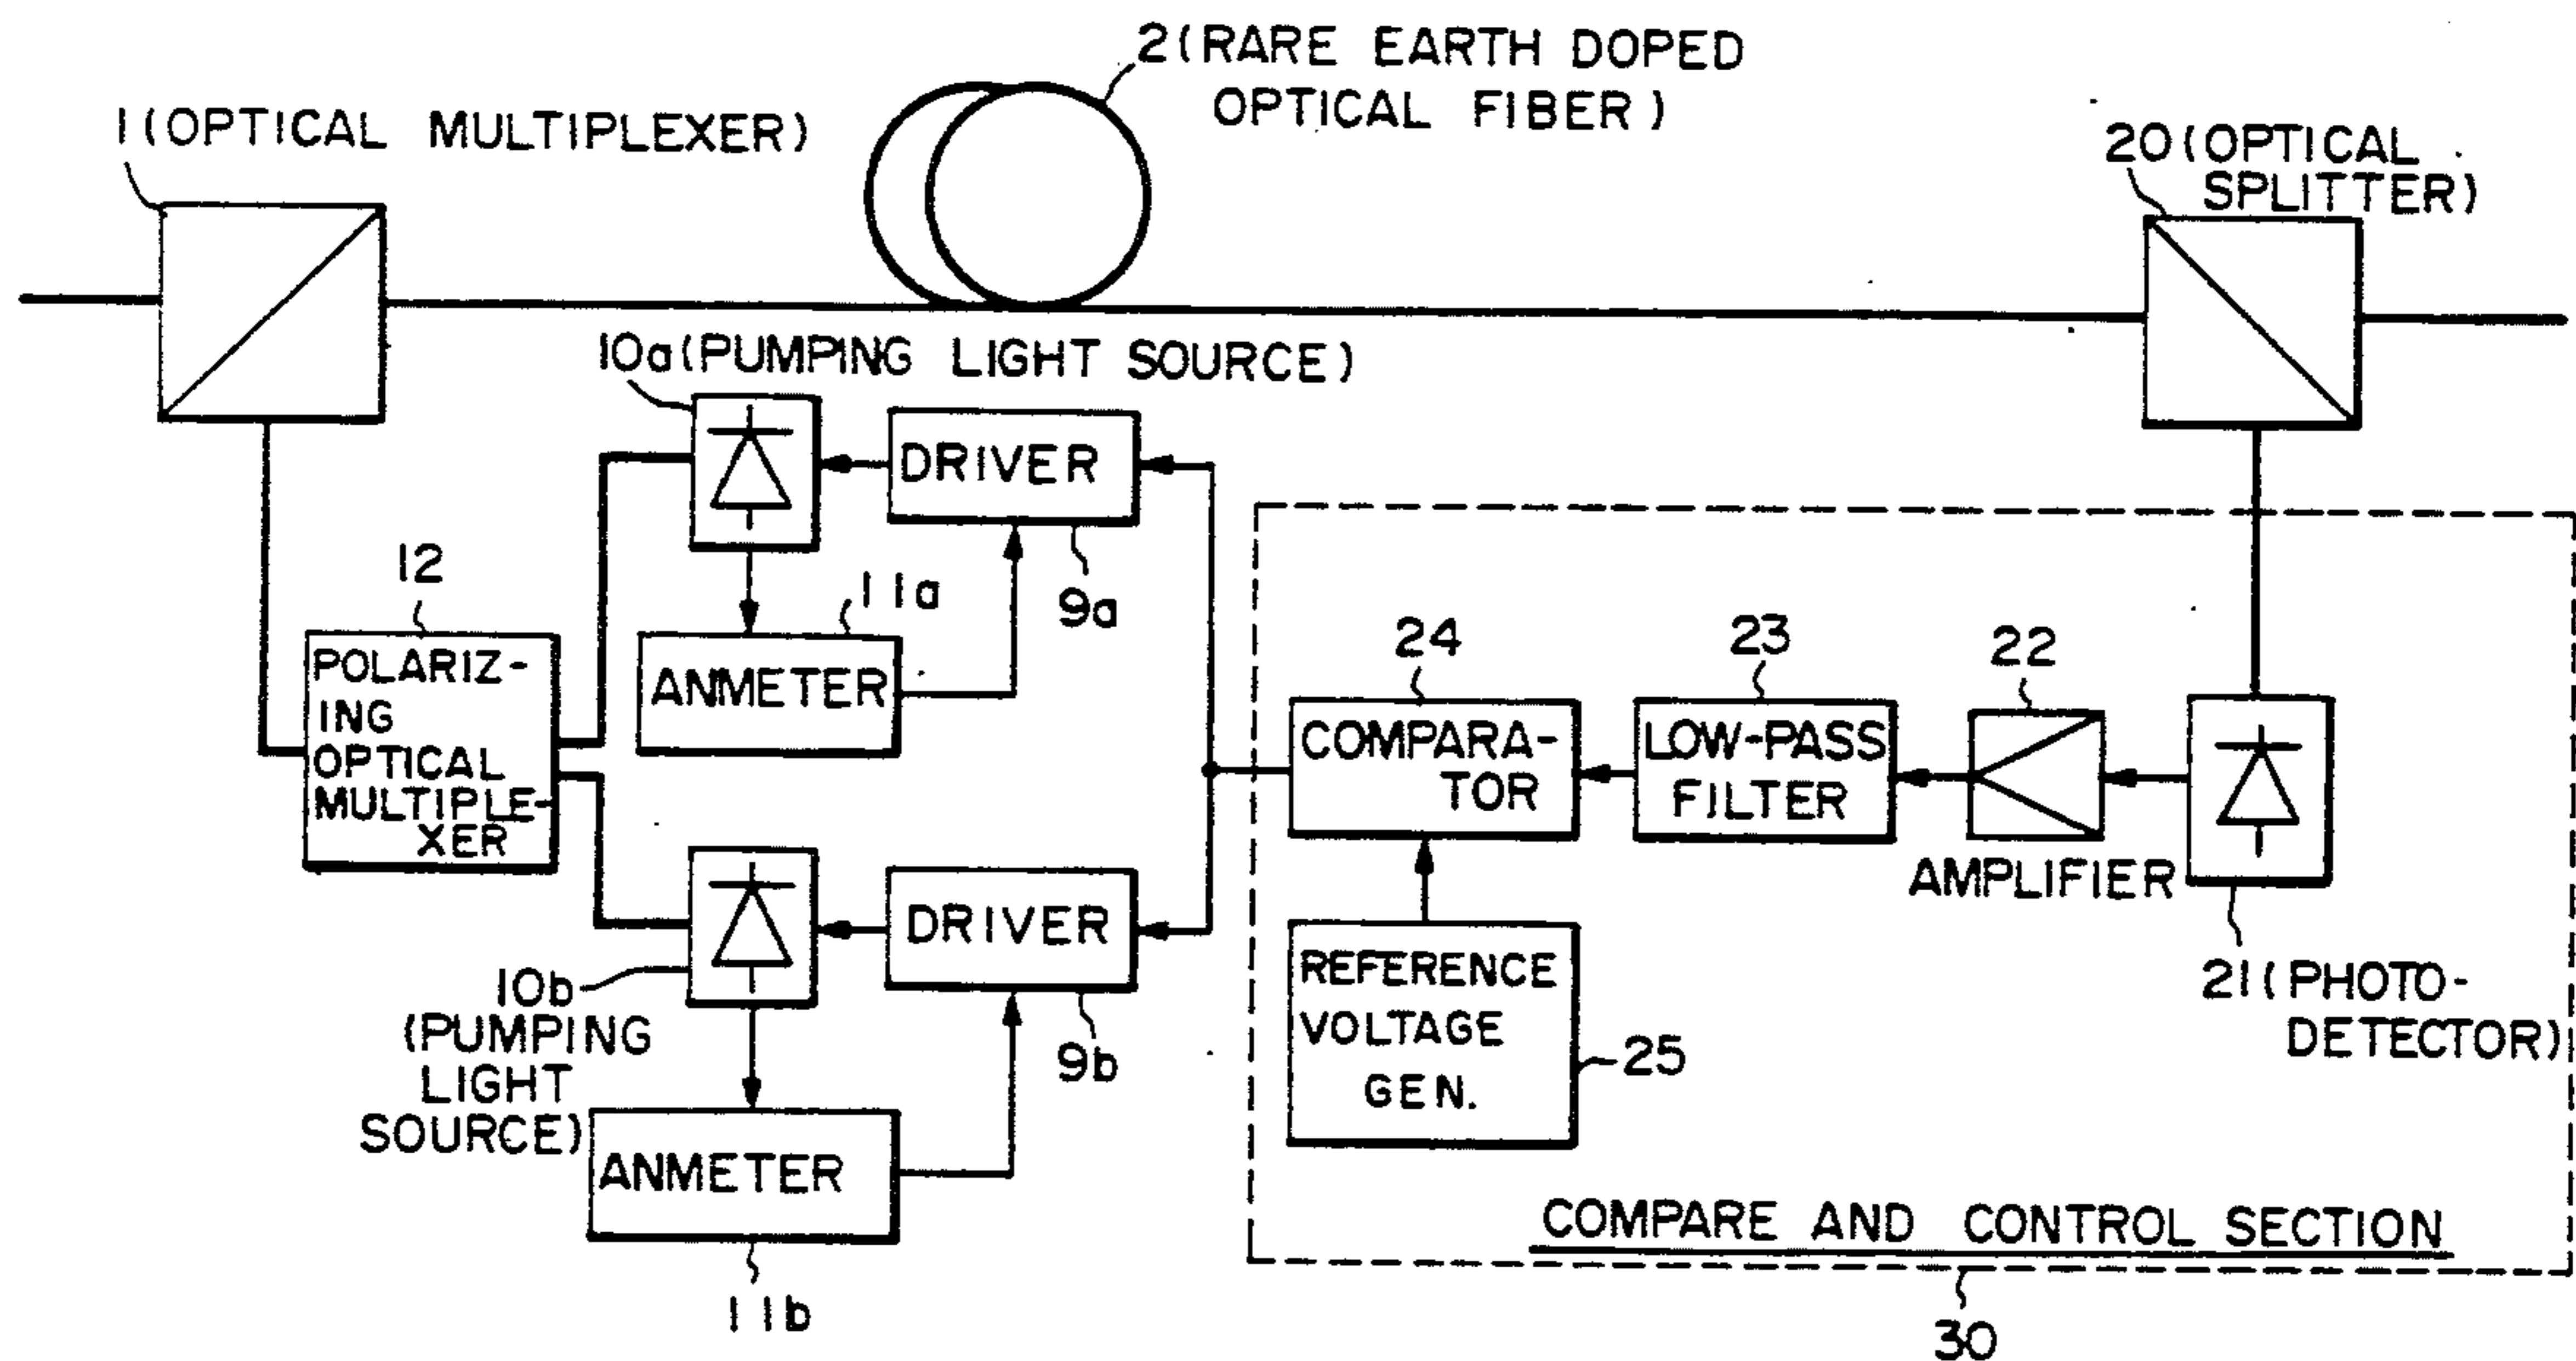 2(RARE EARTH DOPED
OPTICAL FIBER)
1(OPTICAL MULTIPLEXER)
20(OPTICAL
SPLITTER)
10a(PUMPING LIGHT SOURCE)
DRIVER
9a
11a
ANMETER
12
POLARIZ-
ING
OPTICAL
MULTIPLE-
XER
24
COMPARA-
TOR
23
LOW-PASS
FILTER
22
AMPLIFIER
21(PHOTO-
DETECTOR)
DRIVER
9b
10b
(PUMPING
LIGHT
SOURCE)
ANMETER
11b
REFERENCE
VOLTAGE
GEN.
25
COMPARE AND CONTROL SECTION
30